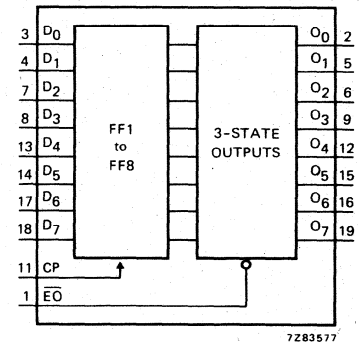 3 D0 O0 2
4 D1 O1 5
7 D2 O2 6
8 D3 FF1 O3 9
to 3-STATE
13 D4 FF8 OUTPUTS O4 12
14 D5 O5 15
17 D6 O6 16
18 D7 O7 19
11 CP
1 E̅O̅
7Z83577